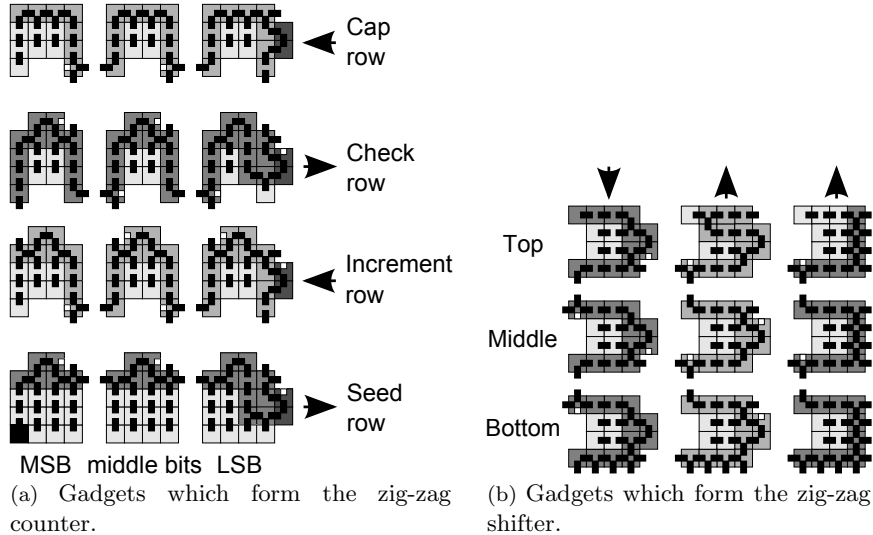 Cap
row
Check
row
Increment
row
Seed
row
MSB middle bits LSB
(a) Gadgets which form the zig-zag
counter.
Top
Middle
Bottom
(b) Gadgets which form the zig-zag
shifter.